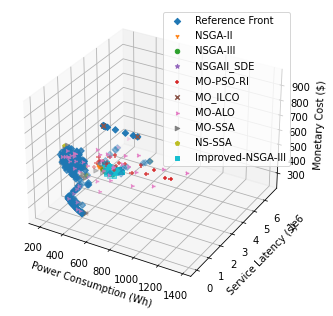 Reference Front
NSGA-II
NSGA-III
NSGAII_SDE
MO-PSO-RI
MO_ILCO
MO-ALO
MO-SSA
NS-SSA
Improved-NSGA-III
900
800
700
600
500
400
300
Monetary Cost ($)
200
400
600
800
1000
1200
1400
Power Consumption (Wh)
0
1
2
3
4
5
6
1e6
Service Latency (s)